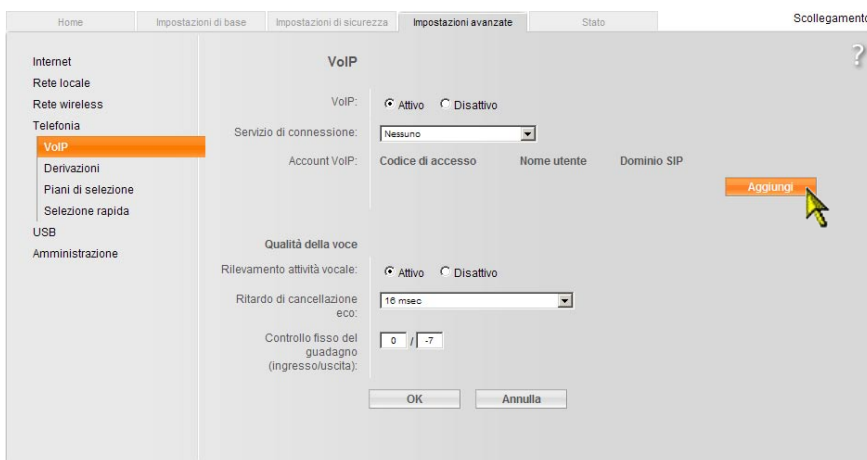 Home Impostazioni di base Impostazioni di sicurezza Impostazioni avanzate Stato Scollegamento
?
Internet
Rete locale
Rete wireless
Telefonia
VoIP
Derivazioni
Piani di selezione
Selezione rapida
USB
Amministrazione
VoIP
VoIP: Attivo Disattivo
Servizio di connessione: Nessuno
Account VoIP: Codice di accesso Nome utente Dominio SIP
Aggiungi
Qualità della voce
Rilevamento attività vocale: Attivo Disattivo
Ritardo di cancellazione
eco: 16 msec
Controllo fisso del
guadagno
(ingresso/uscita): 0 / -7
OK Annulla